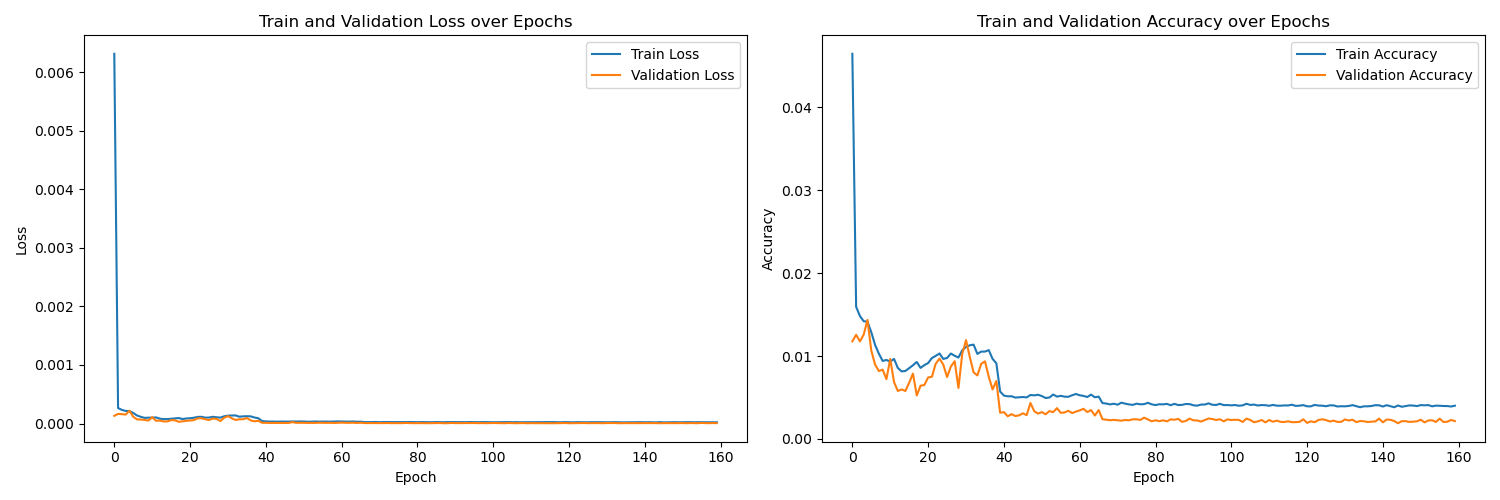 Train and Validation Loss over Epochs
Train Loss
Validation Loss
0.006
0.005
0.004
0.003
0.002
0.001
0.000
Loss
0 20 40 60 80 100 120 140 160
Epoch
Train and Validation Accuracy over Epochs
Train Accuracy
Validation Accuracy
0.04
0.03
0.02
0.01
0.00
Accuracy
0 20 40 60 80 100 120 140 160
Epoch